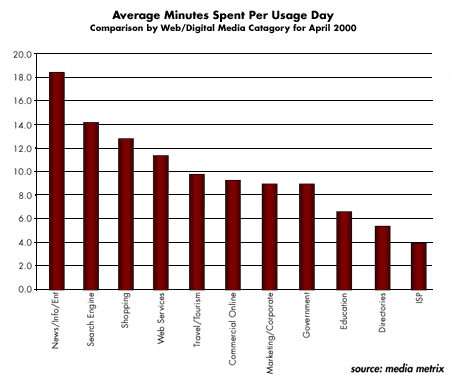 Average Minutes Spent Per Usage Day
Comparison by Web/Digital Media Catagory for April 2000
20.0
18.0
16.0
14.0
12.0
10.0
8.0
6.0
4.0
2.0
0.0
News/Info/Ent
Search Engine
Shopping
Web Services
Travel/Tourism
Commercial Online
Marketing/Corporate
Government
Education
Directories
ISP
source: media metrix